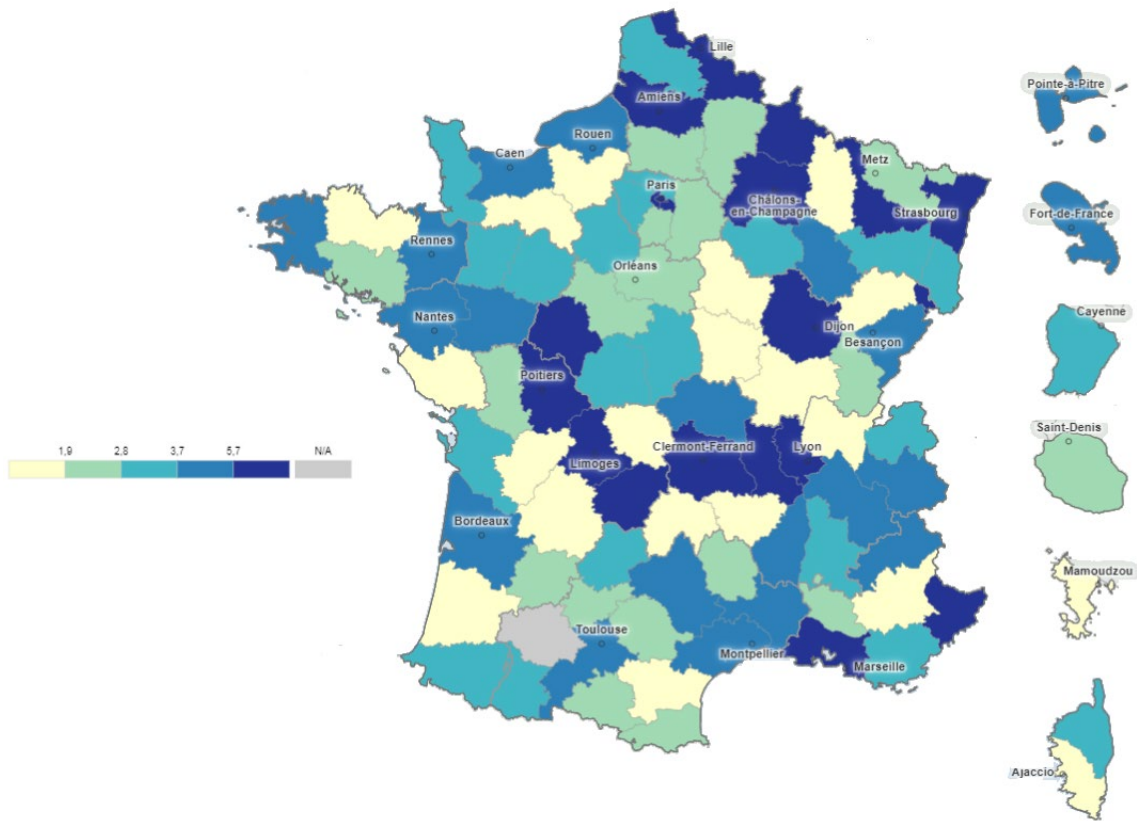 Lille
Pointe-à-Pitre
Amiens
Rouen
Caen
Metz
Paris
Châlons-
en-Champagne
Strasbourg
Fort-de-France
Rennes
Orléans
Cayenne
Nantes
Dijon
Besançon
Poitiers
Saint-Denis
1,9 2,8 3,7 5,7 N/A
Clermont-Ferrand
Lyon
Limoges
Bordeaux
Mamoudzou
Toulouse
Montpellier
Marseille
Ajaccio